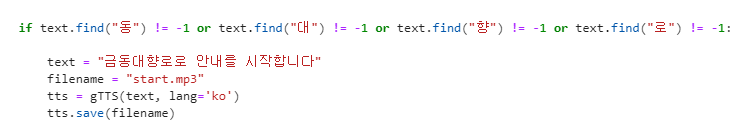 if text.find("동") != -1 or text.find("대") != -1 or text.find("향") != -1 or text.find("로") != -1:
text = "금동대향로로 안내를 시작합니다"
filename = "start.mp3"
tts = gTTS(text, lang='ko')
tts.save(filename)